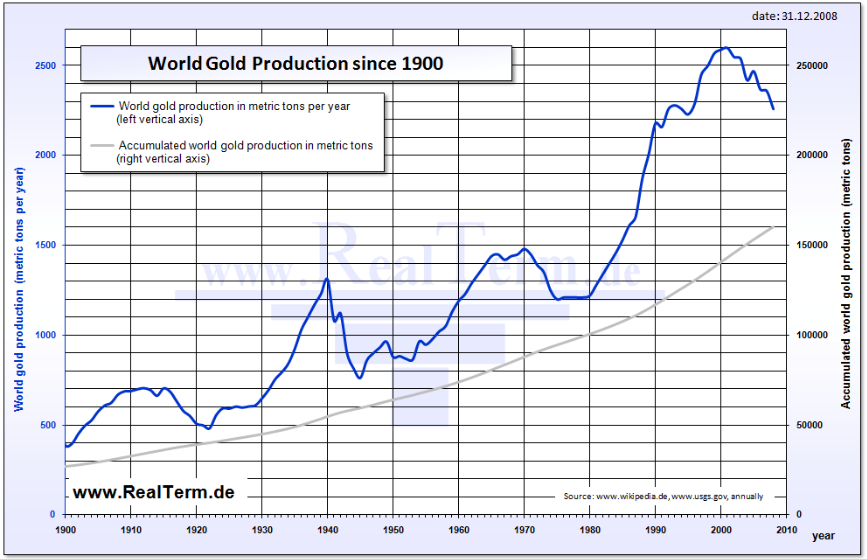 date: 31.12.2008
World Gold Production since 1900
World gold production in metric tons per year
(left vertical axis)
Accumulated world gold production in metric tons
(right vertical axis)
World gold production (metric tons per year)
2500
2000
1500
1000
500
0
250000
200000
150000
100000
50000
0
Accumulated world gold production (metric tons)
www.RealTerm.de
www.RealTerm.de
Source: www.wikipedia.de, www.usgs.gov, annually
1900 1910 1920 1930 1940 1950 1960 1970 1980 1990 2000 2010
year